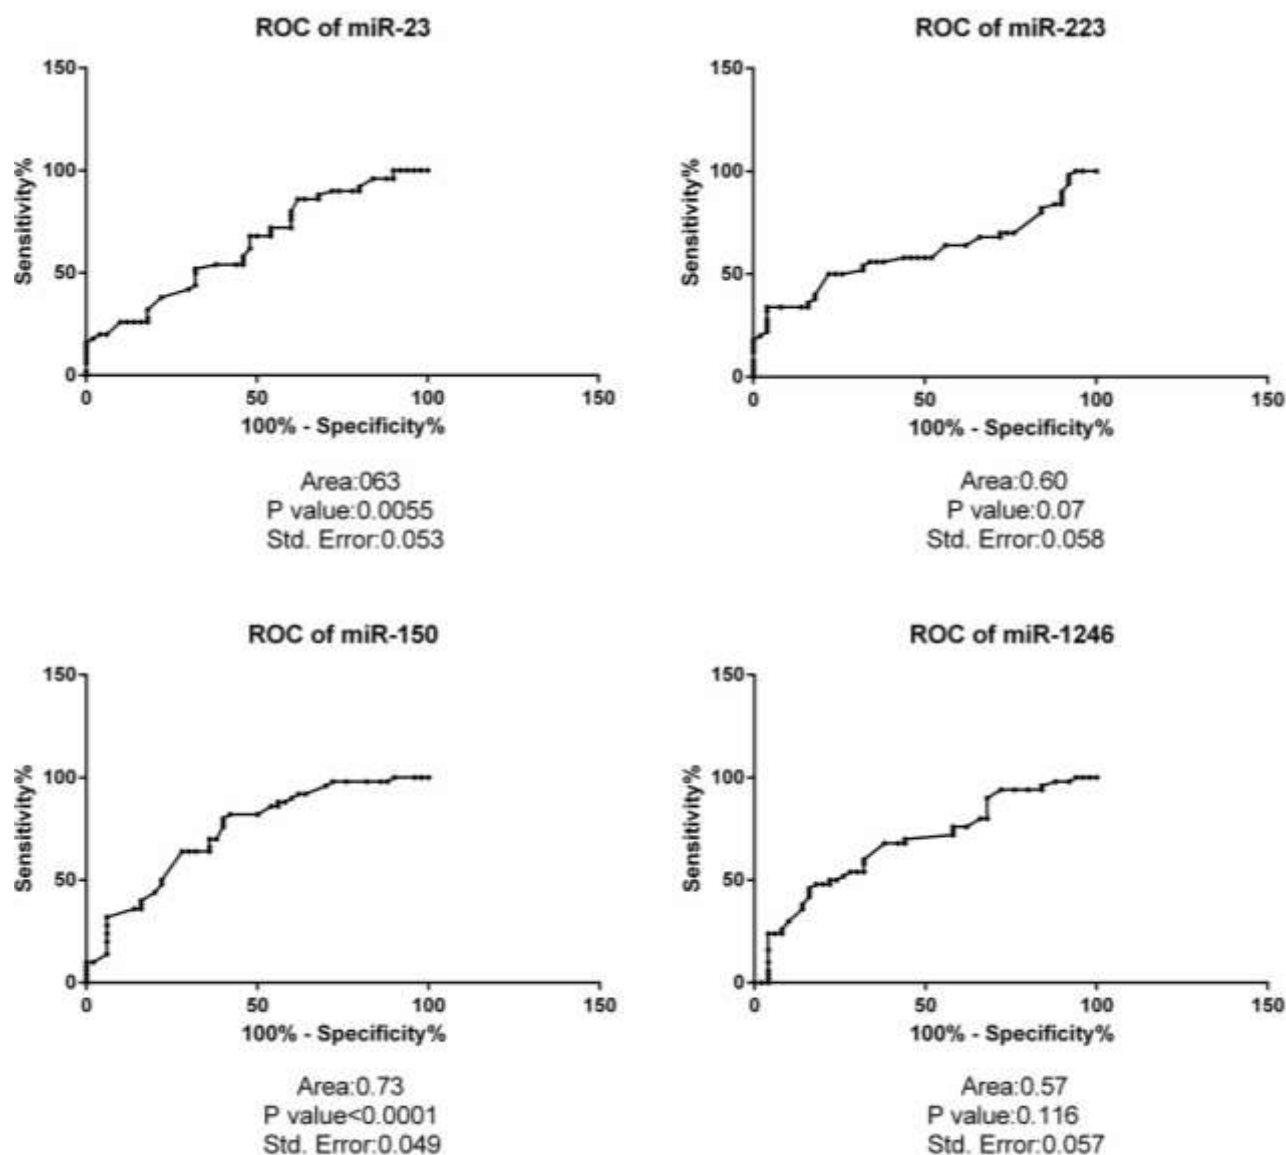 ROC of miR-23
150
100
50
0
Sensitivity%
0 50 100 150
100% - Specificity%
Area:063
P value:0.0055
Std. Error:0.053
ROC of miR-223
150
100
50
0
Sensitivity%
0 50 100 150
100% - Specificity%
Area:0.60
P value:0.07
Std. Error:0.058
ROC of miR-150
150
100
50
0
Sensitivity%
0 50 100 150
100% - Specificity%
Area:0.73
P value<0.0001
Std. Error:0.049
ROC of miR-1246
150
100
50
0
Sensitivity%
0 50 100 150
100% - Specificity%
Area:0.57
P value:0.116
Std. Error:0.057